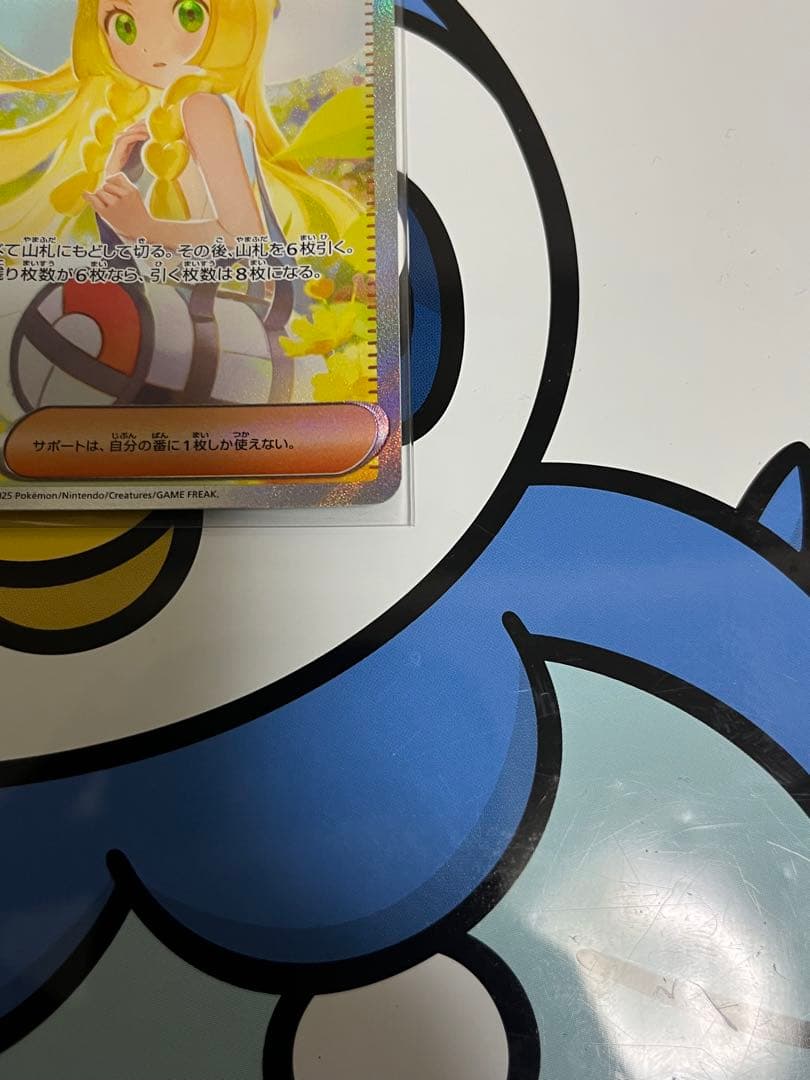 て山札にもどして切る。その後、山札を6枚引く。
り枚数が6枚なら、引く枚数は8枚になる。
サポートは、自分の番に1枚しか使えない。
025 Pokémon/Nintendo/Creatures/GAME FREAK.